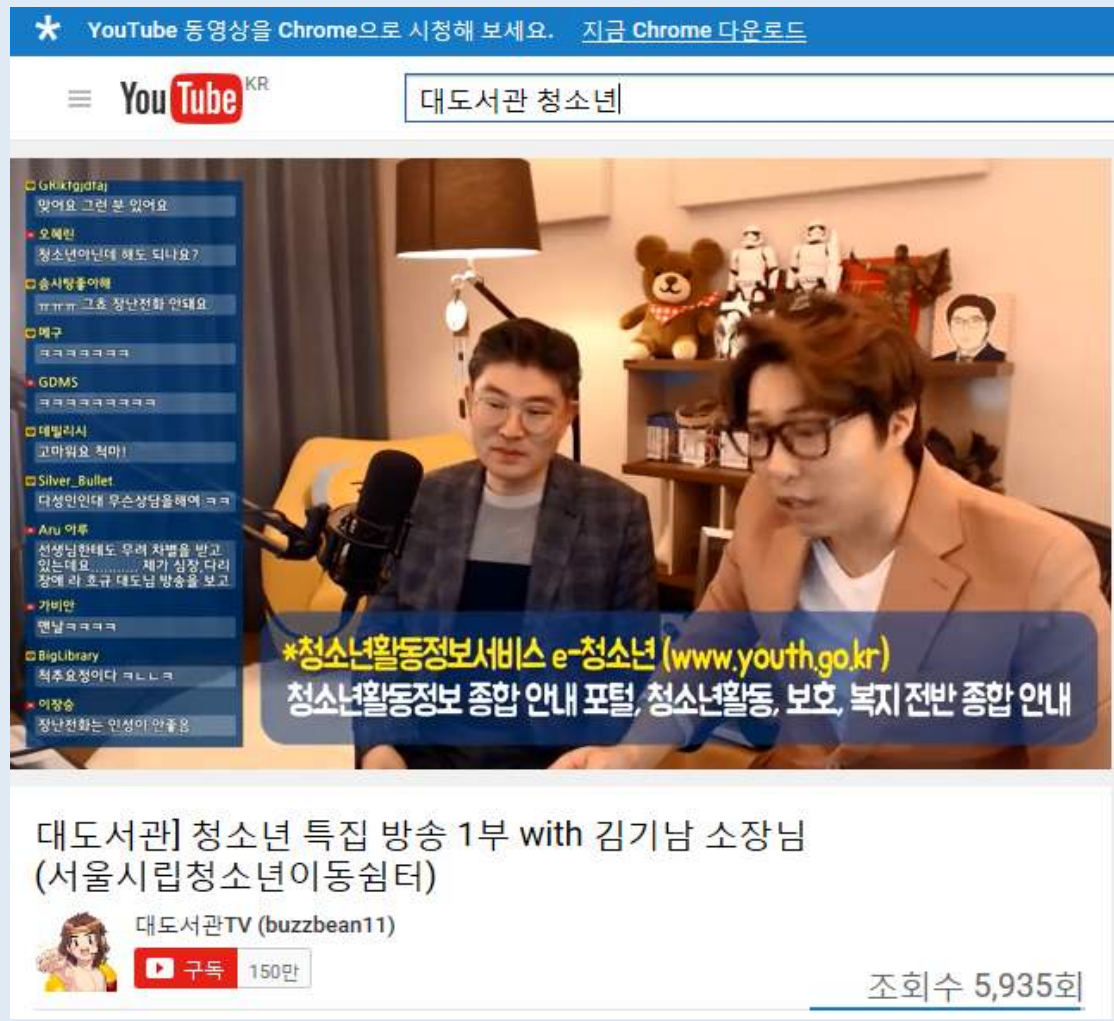 YouTube 동영상을 Chrome으로 시청해 보세요. 지금 Chrome 다운로드
YouTube KR
대도서관 청소년
GRiktgjdtaj
맞어요 그런 분 있어요
오혜린
청소년아닌데 해도 되나요?
솜사탕좋아해
ㅠㅠㅠ 그쵸 장난전화 안돼요
메구
ㅋㅋㅋㅋㅋㅋㅋ
GDMS
ㅋㅋㅋㅋㅋㅋㅋㅋㅋ
데빌리시
고마워요 척마!
Silver_Bullet
다성인인대 무슨상담을해여 ㅋㅋ
Aru 아루
선생님한테도 무려 차별을 받고
있는데요........... 제가 심장,다리
장애 라 호규 대도님 방송을 보고
가비안
맨날ㅋㅋㅋㅋ
BigLibrary
척추요정이다 ㅋㄴㄴㅋ
이장승
장난전화는 인성이 안좋음
*청소년활동정보서비스 e-청소년 (www.youth.go.kr)
청소년활동정보 종합 안내 포털, 청소년활동, 보호, 복지 전반 종합 안내
대도서관] 청소년 특집 방송 1부 with 김기남 소장님
(서울시립청소년이동쉼터)
대도서관TV (buzzbean11)
구독 150만
조회수 5,935회